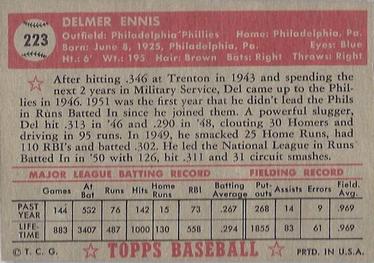 223
DELMER ENNIS
Outfield: Philadelphia Phillies Home: Philadelphia, Pa.
Born: June 8, 1925, Philadelphia, Pa. Eyes: Blue
Ht.: 6' Wt.: 195 Hair: Brown Bats: Right Throws: Right
After hitting .346 at Trenton in 1943 and spending the
next 2 years in Military Service, Del came up to the Phil-
lies in 1946. 1951 was the first year that he didn't lead the Phils
in Runs Batted In since he joined them. A powerful slugger,
Del hit .313 in '46 and .290 in '48, clouting 30 Homers and
driving in 95 runs. In 1949, he smacked 25 Home Runs, had
110 RBI's and batted .302. He led the National League in Runs
Batted In in '50 with 126, hit .311 and 31 circuit smashes.
MAJOR LEAGUE BATTING RECORD FIELDING RECORD
Games At Bat Runs Hits Home Runs RBI Batting Average Put-outs Assists Errors Field. Avg.
PAST YEAR 144 532 76 142 15 73 .267 268 14 9 .969
LIFE-TIME 883 3407 487 1000 130 558 .294 1855 83 61 .969
© T. C. G. TOPPS BASEBALL PRTD. IN U.S.A.